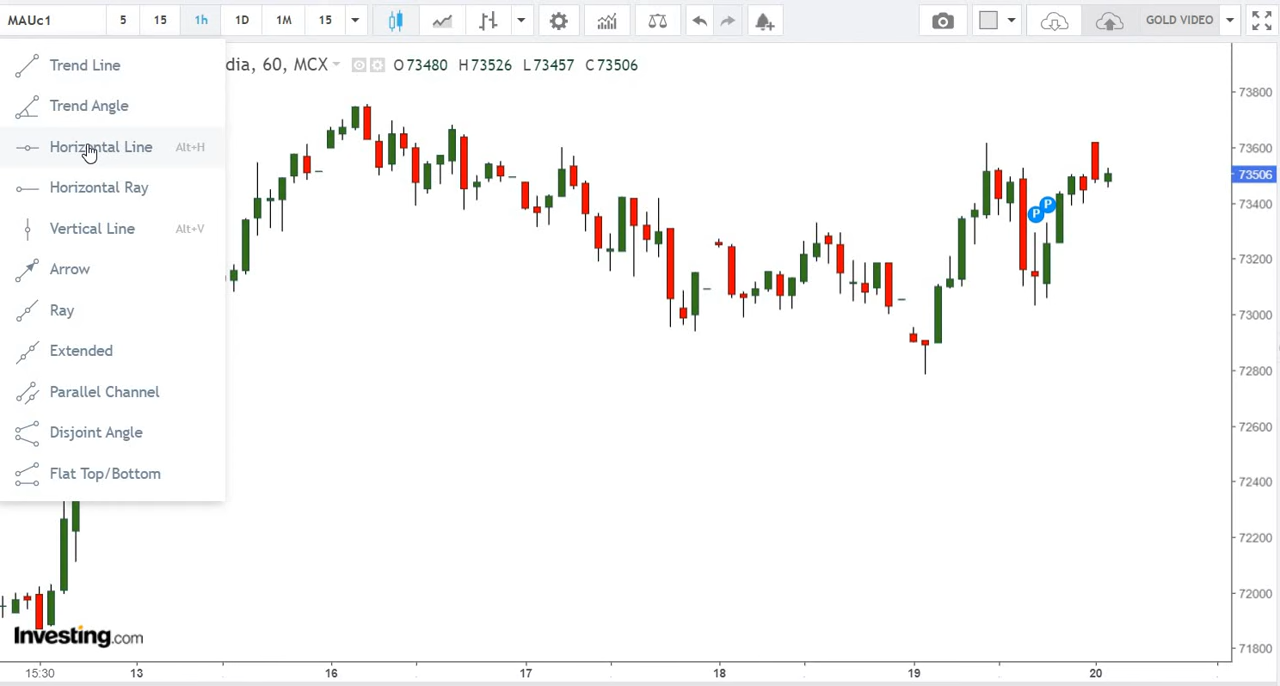 MAUc1 5 15 1h 1D 1M 15 GOLD VIDEO
dia, 60, MCX O73480 H73526 L73457 C73506
Trend Line
Trend Angle
Horizontal Line Alt+H
Horizontal Ray
Vertical Line Alt+V
Arrow
Ray
Extended
Parallel Channel
Disjoint Angle
Flat Top/Bottom
P P
73800
73600
73506
73400
73200
73000
72800
72600
72400
72200
72000
71800
Investing.com
15:30 13 16 17 18 19 20